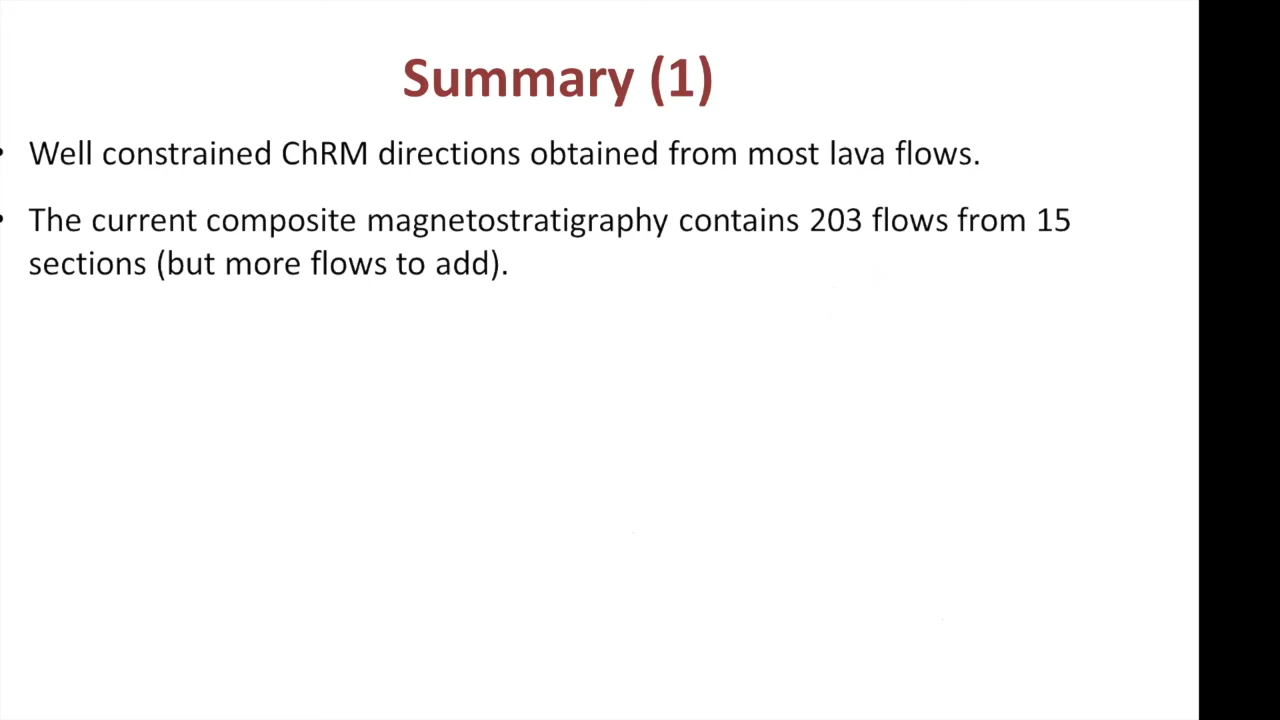 Summary (1)
• Well constrained ChRM directions obtained from most lava flows.
• The current composite magnetostratigraphy contains 203 flows from 15
sections (but more flows to add).